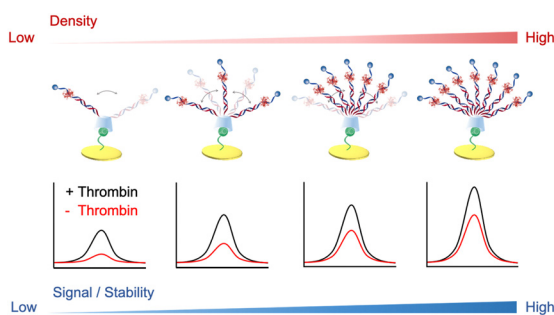 Density
Low
High
+ Thrombin
- Thrombin
Signal / Stability
Low
High